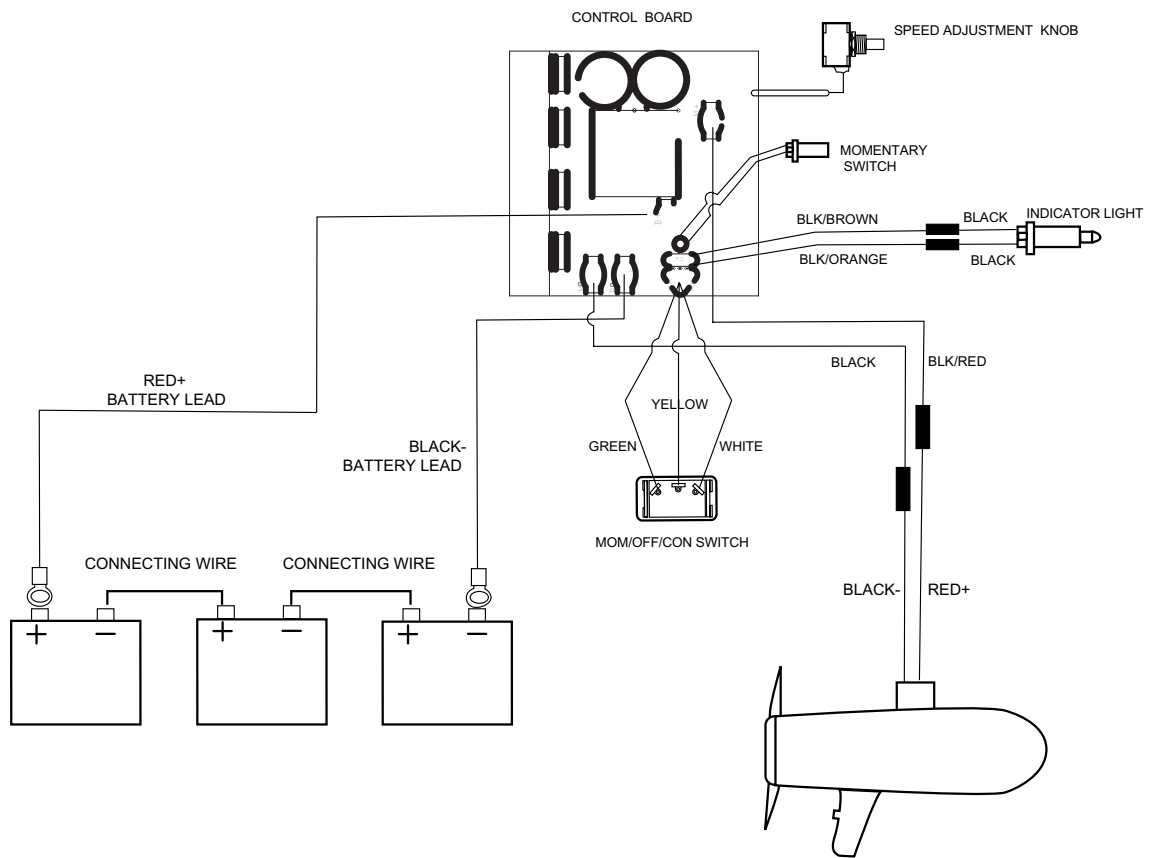 CONTROL BOARD
SPEED ADJUSTMENT KNOB
MOMENTARY
SWITCH
BLK/BROWN
BLACK
INDICATOR LIGHT
BLK/ORANGE
BLACK
BLACK
BLK/RED
RED+
BATTERY LEAD
YELLOW
GREEN
WHITE
BLACK-
BATTERY LEAD
MOM/OFF/CON SWITCH
CONNECTING WIRE
CONNECTING WIRE
BLACK-
RED+
+
−
+
−
+
−